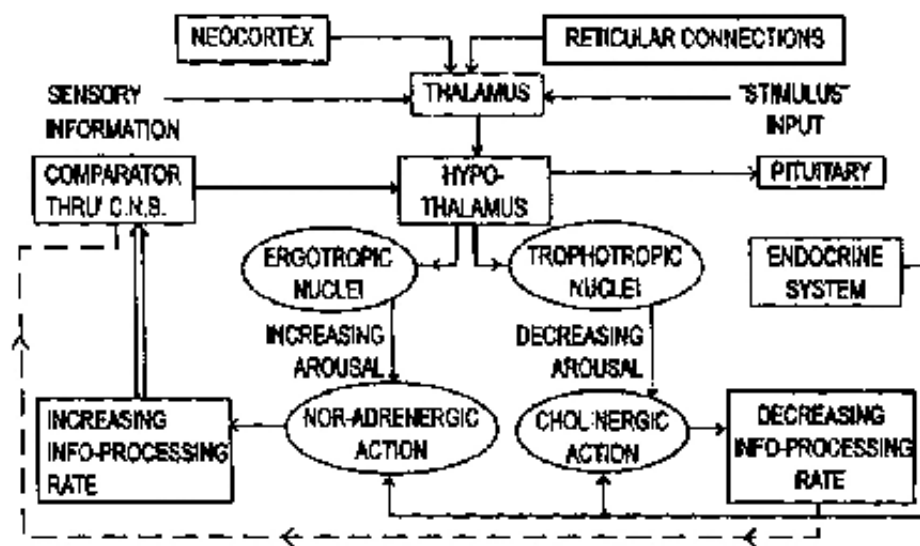 NEOCORTEX
RETICULAR CONNECTIONS
SENSORY
INFORMATION
THALAMUS
"STIMULUS"
INPUT
COMPARATOR
THRU' C.N.S.
HYPO-
THALAMUS
PITUITARY
ERGOTROPIC
NUCLEI
TROPHOTROPIC
NUCLEI
ENDOCRINE
SYSTEM
INCREASING
AROUSAL
DECREASING
AROUSAL
INCREASING
INFO-PROCESSING
RATE
NOR-ADRENERGIC
ACTION
CHOLINERGIC
ACTION
DECREASING
INFO-PROCESSING
RATE